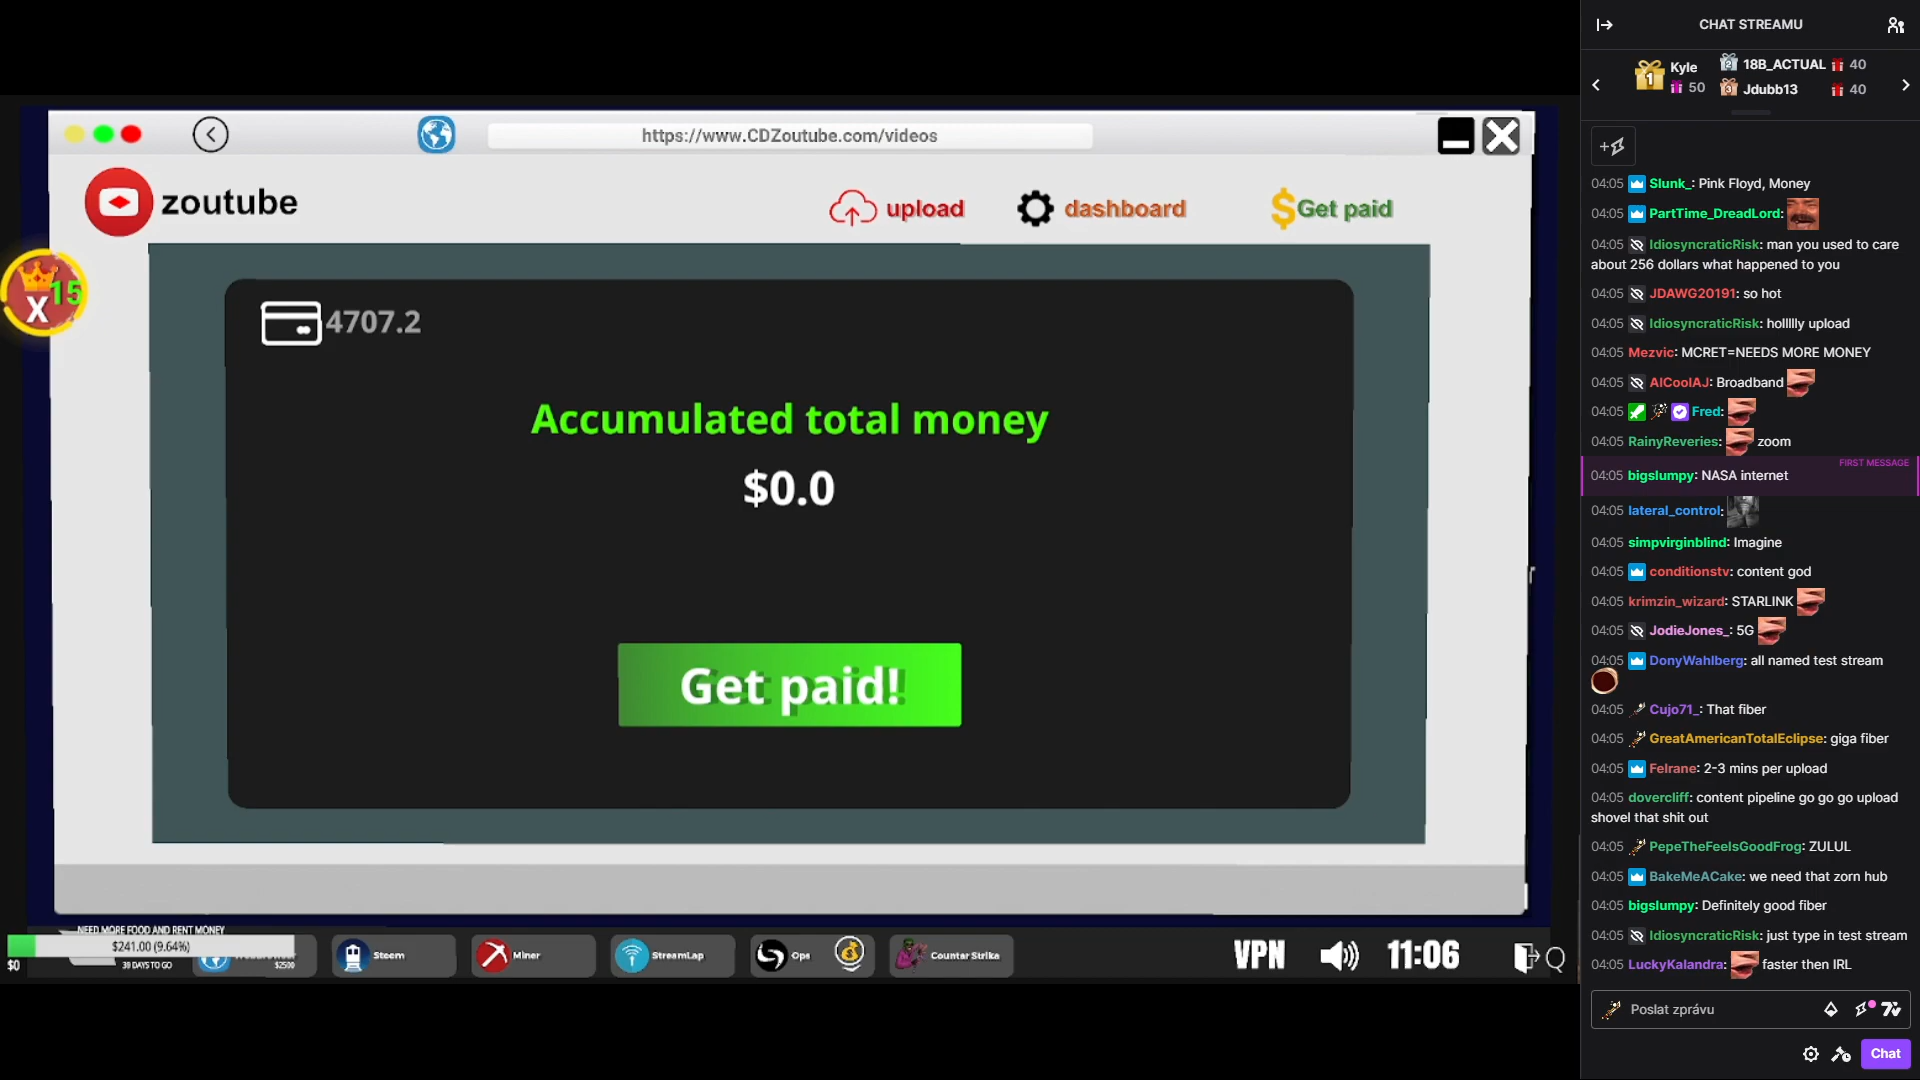 https://www.CDZoutube.com/videos
zoutube
upload
dashboard
$Get paid
X 15
4707.2
Accumulated total money
$0.0
Get paid!
NEED MORE FOOD AND RENT MONEY
$241.00 (9.64%)
$0
39 DAYS TO GO
$2500
Steem
Miner
StreamLap
Ops
Countar Strika
VPN
11:06
CHAT STREAMU
1 Kyle 50
2 18B_ACTUAL 40
3 Jdubb13 40
04:05 Slunk_: Pink Floyd, Money
04:05 PartTime_DreadLord:
04:05 IdiosyncraticRisk: man you used to care
about 256 dollars what happened to you
04:05 JDAWG20191: so hot
04:05 IdiosyncraticRisk: hollllly upload
04:05 Mezvic: MCRET=NEEDS MORE MONEY
04:05 AlCoolAJ: Broadband
04:05 Fred:
04:05 RainyReveries: zoom
FIRST MESSAGE
04:05 bigslumpy: NASA internet
04:05 lateral_control:
04:05 simpvirginblind: Imagine
04:05 conditionstv: content god
04:05 krimzin_wizard: STARLINK
04:05 JodieJones_: 5G
04:05 DonyWahlberg: all named test stream
04:05 Cujo71_: That fiber
04:05 GreatAmericanTotalEclipse: giga fiber
04:05 Felrane: 2-3 mins per upload
04:05 dovercliff: content pipeline go go go upload
shovel that shit out
04:05 PepeTheFeelsGoodFrog: ZULUL
04:05 BakeMeACake: we need that zorn hub
04:05 bigslumpy: Definitely good fiber
04:05 IdiosyncraticRisk: just type in test stream
04:05 LuckyKalandra: faster then IRL
Poslat zprávu
Chat